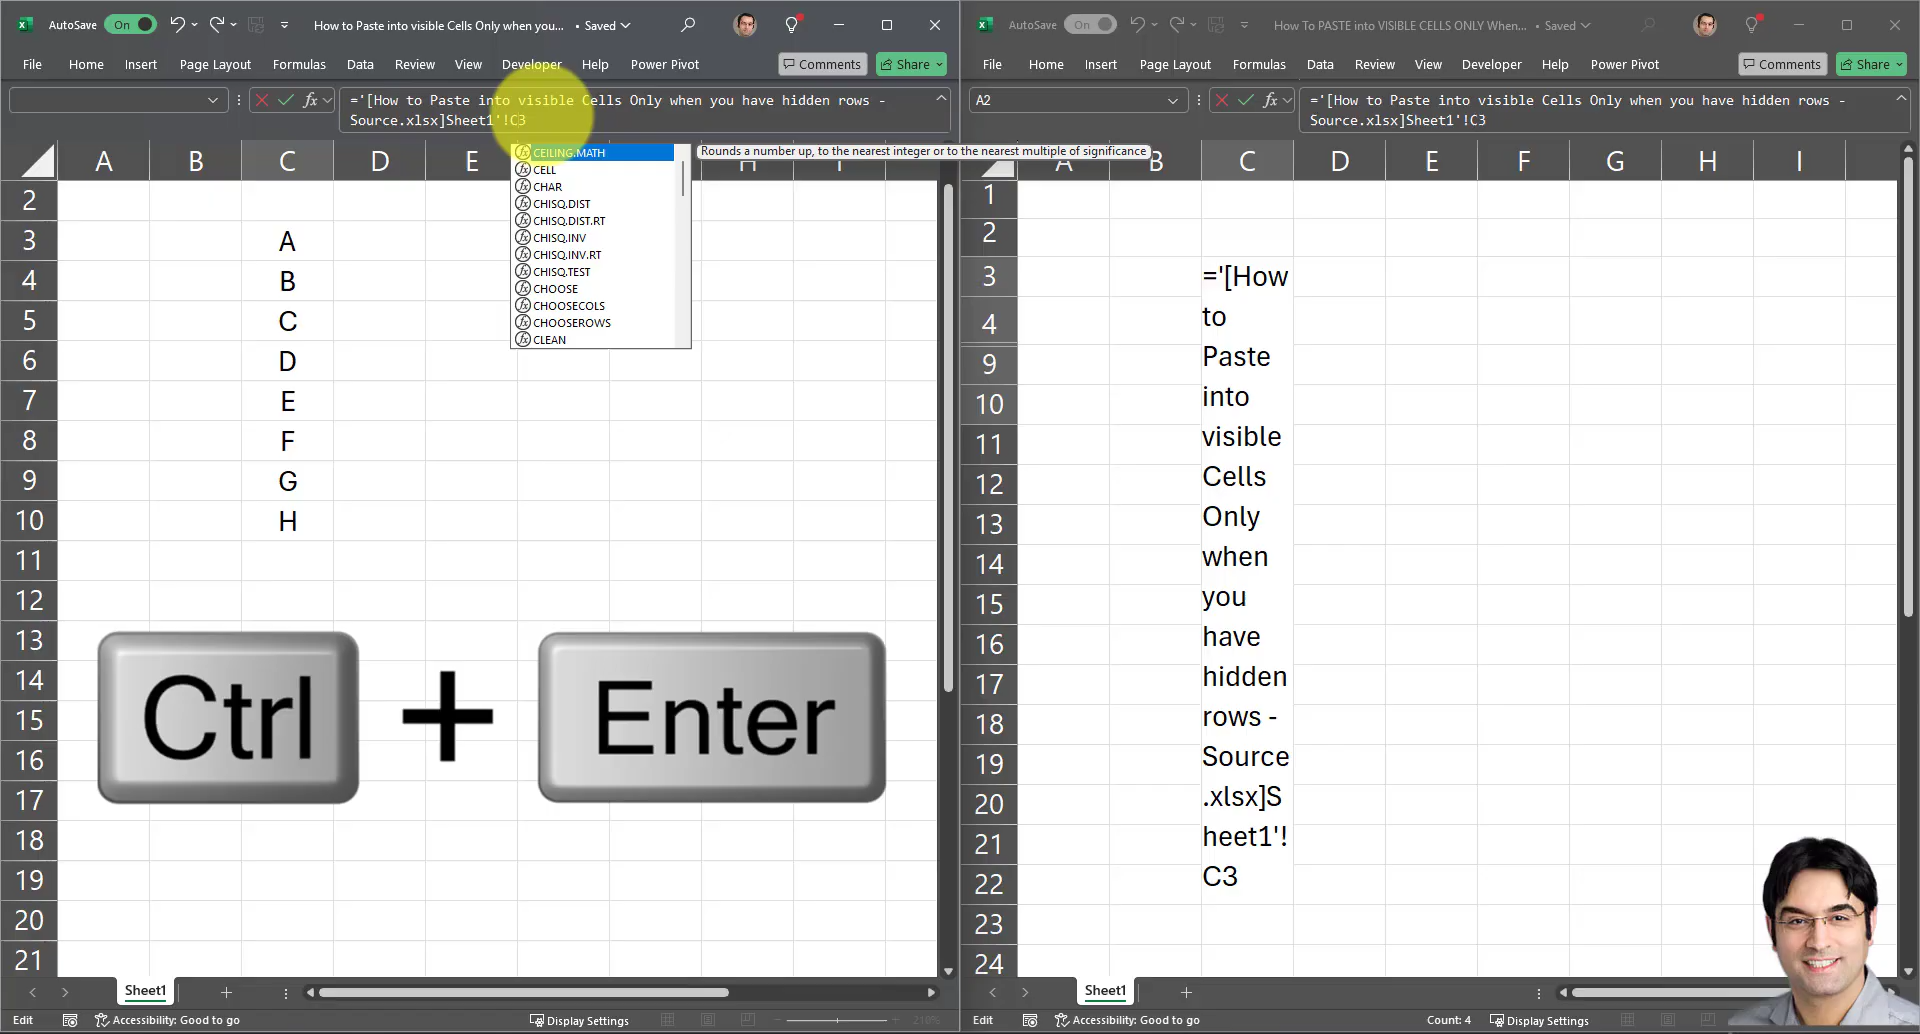 AutoSave On How to Paste into visible Cells Only when you... • Saved
File Home Insert Page Layout Formulas Data Review View Developer Help Power Pivot Comments Share
fx ='[How to Paste into visible Cells Only when you have hidden rows -
Source.xlsx]Sheet1'!C3
CEILING.MATH
CELL
CHAR
CHISQ.DIST
CHISQ.DIST.RT
CHISQ.INV
CHISQ.INV.RT
CHISQ.TEST
CHOOSE
CHOOSECOLS
CHOOSEROWS
CLEAN
Rounds a number up, to the nearest integer or to the nearest multiple of significance
A B C D E
2
3 A
4 B
5 C
6 D
7 E
8 F
9 G
10 H
11
12
13
14
15
16
17
18
19
20
21
Ctrl + Enter
Sheet1
Edit Accessibility: Good to go Display Settings
AutoSave On How To PASTE into VISIBLE CELLS ONLY When... • Saved
File Home Insert Page Layout Formulas Data Review View Developer Help Power Pivot Comments Share
A2 fx ='[How to Paste into visible Cells Only when you have hidden rows -
Source.xlsx]Sheet1'!C3
A B C D E F G H I
1
2
3 ='[How
4 to
9 Paste
10 into
11 visible
12 Cells
13 Only
14 when
15 you
16 have
17 hidden
18 rows -
19 Source
20 .xlsx]S
21 heet1'!
22 C3
23
24
Sheet1
Edit Accessibility: Good to go Count: 4 Display Settings